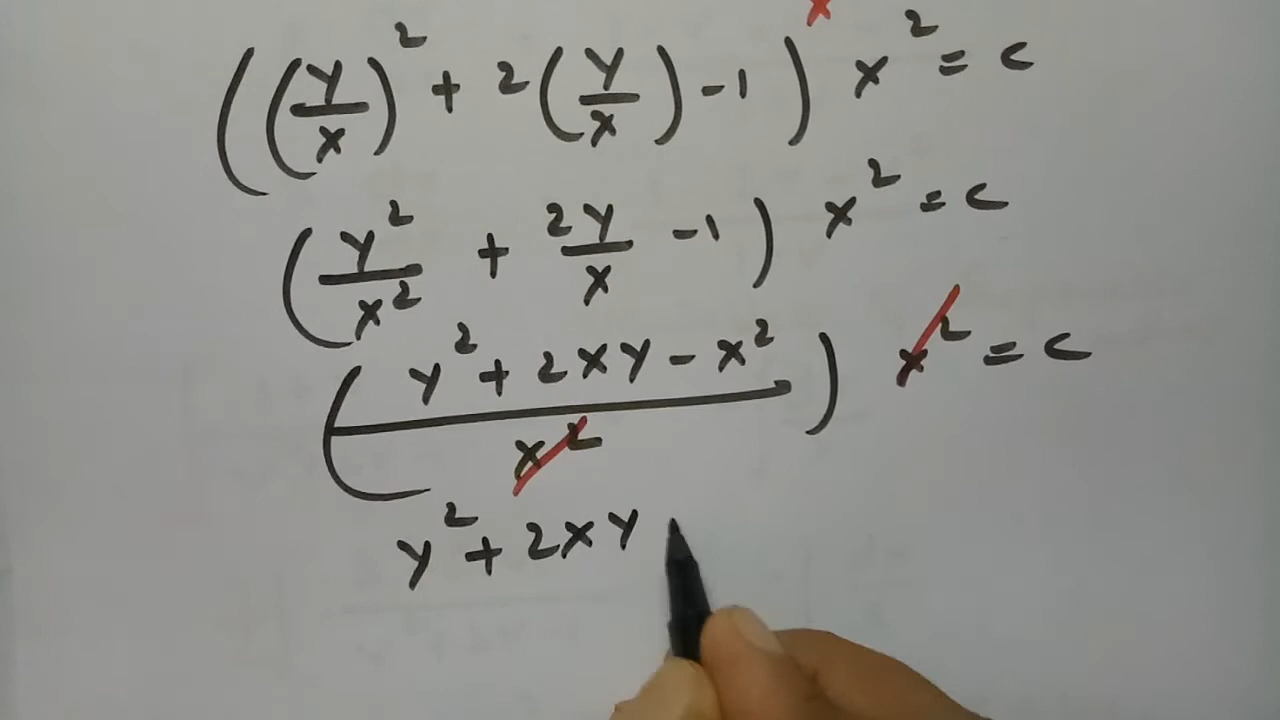 ((y/x)² + 2(y/x) - 1) x² = c
(y²/x² + 2y/x - 1) x² = c
((y² + 2xy - x²)/x²) x² = c
y² + 2xy